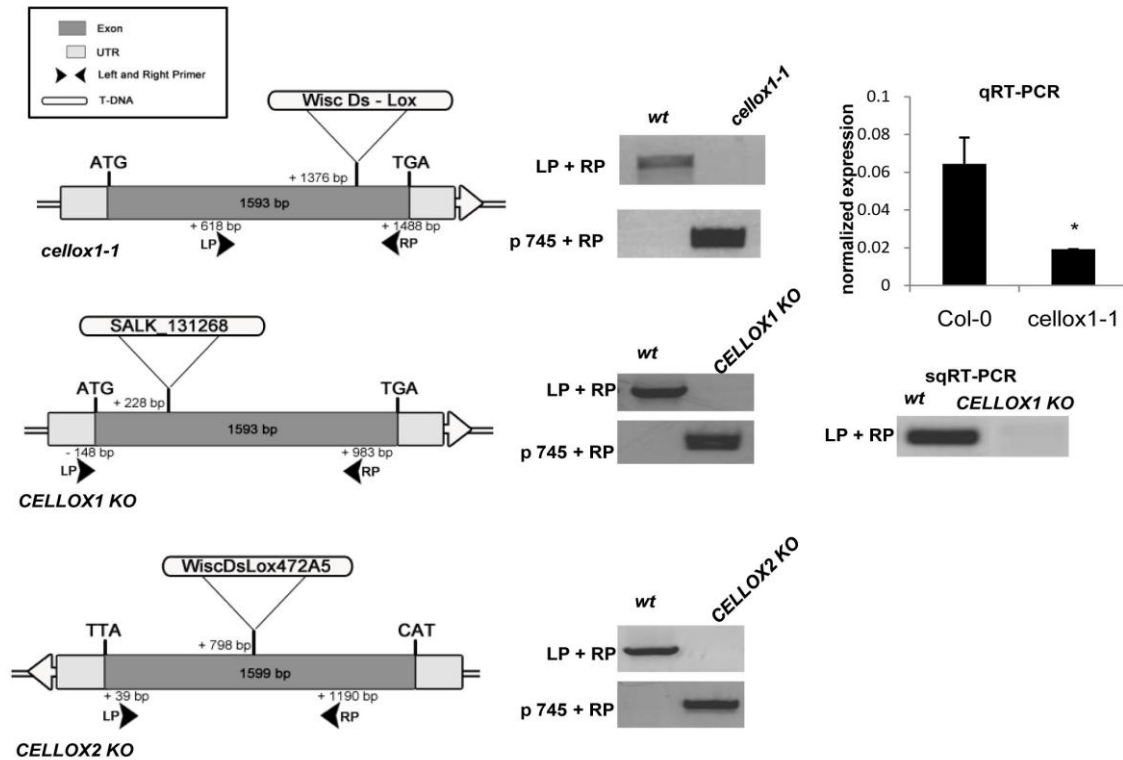 Exon
UTR
Left and Right Primer
T-DNA
Wisc Ds - Lox
ATG
+ 1376 bp
TGA
1593 bp
+ 618 bp
+ 1488 bp
LP
RP
cellox1-1
wt
cellox1-1
LP + RP
p 745 + RP
qRT-PCR
normalized expression
0.1
0.08
0.06
0.04
0.02
0
*
Col-0
cellox1-1
SALK_131268
ATG
+ 228 bp
TGA
1593 bp
- 148 bp
+ 983 bp
LP
RP
CELLOX1 KO
wt
CELLOX1 KO
LP + RP
p 745 + RP
sqRT-PCR
wt
CELLOX1 KO
LP + RP
WiscDsLox472A5
TTA
+ 798 bp
CAT
1599 bp
+ 39 bp
+ 1190 bp
LP
RP
CELLOX2 KO
wt
CELLOX2 KO
LP + RP
p 745 + RP